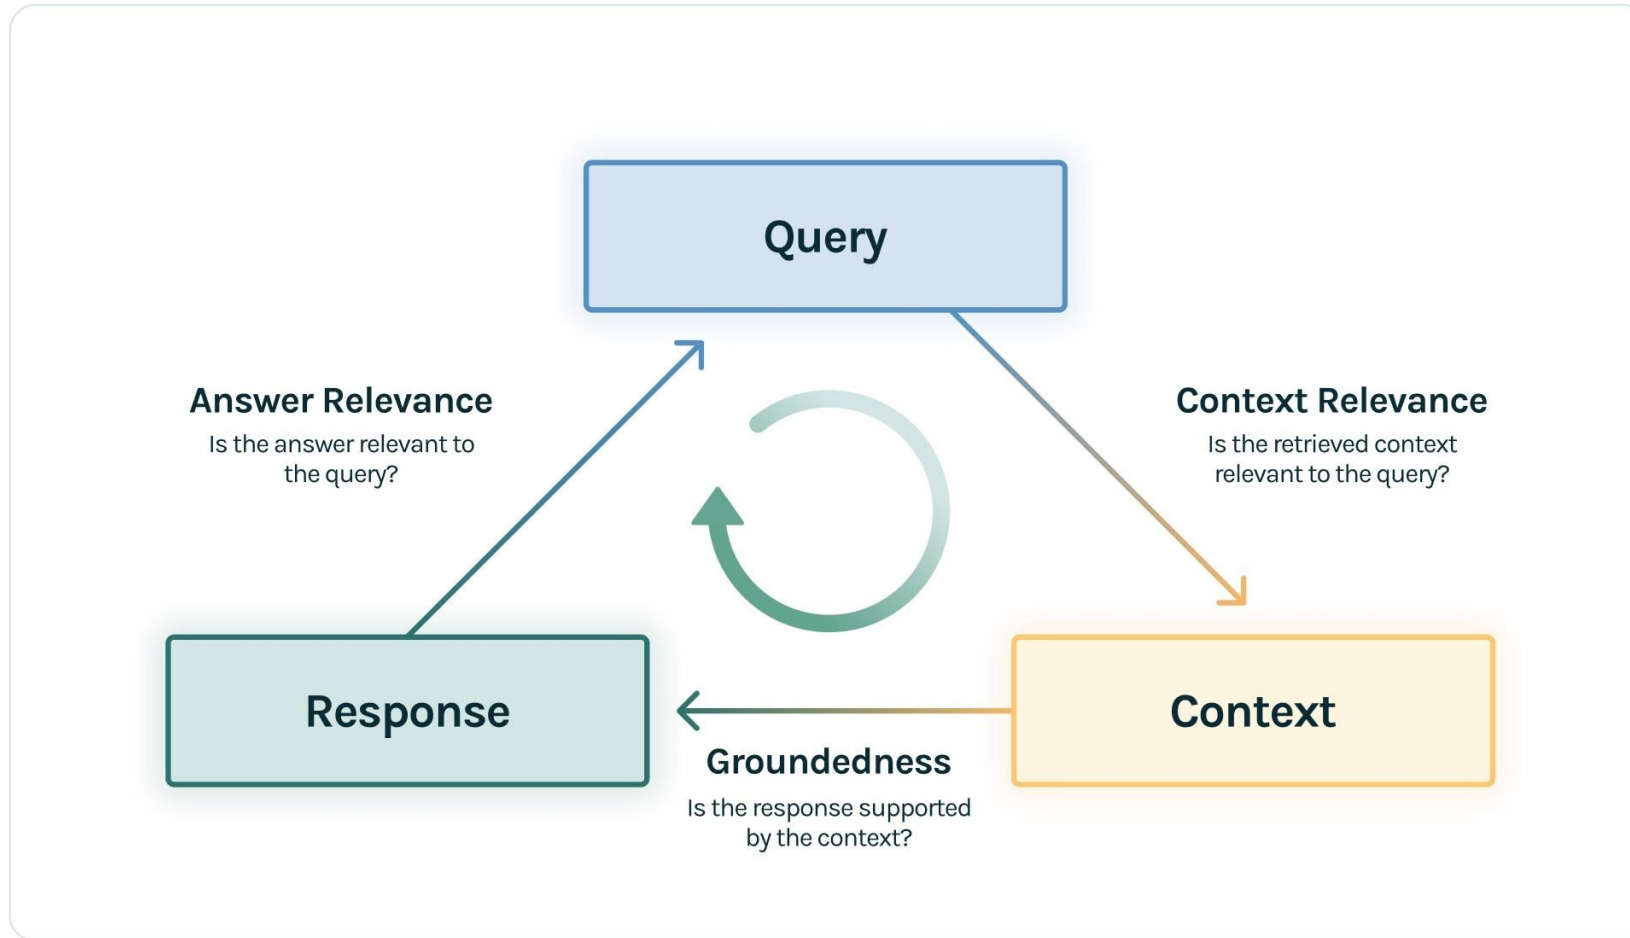 Query
Answer Relevance
Is the answer relevant to
the query?
Context Relevance
Is the retrieved context
relevant to the query?
Response
Context
Groundedness
Is the response supported
by the context?